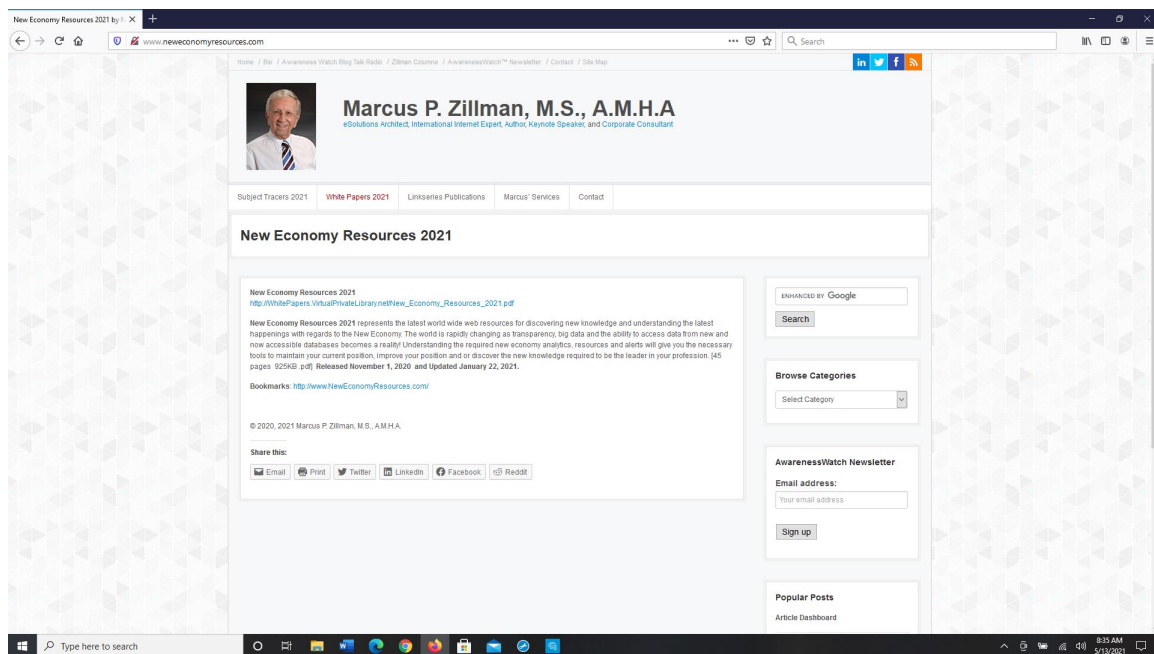 New Economy Resources 2021 by
www.neweconomyresources.com
Search
Home / Bio / Awareness Watch Blog Talk Radio / Zillman Columns / AwarenessWatch™ Newsletter / Contact / Site Map
Marcus P. Zillman, M.S., A.M.H.A
eSolutions Architect, International Internet Expert, Author, Keynote Speaker, and Corporate Consultant
Subject Tracers 2021 White Papers 2021 Linkseries Publications Marcus' Services Contact
New Economy Resources 2021
New Economy Resources 2021
http://WhitePapers.VirtualPrivateLibrary.net/New_Economy_Resources_2021.pdf
New Economy Resources 2021 represents the latest world wide web resources for discovering new knowledge and understanding the latest
happenings with regards to the New Economy. The world is rapidly changing as transparency, big data and the ability to access data from new and
now accessible databases becomes a reality! Understanding the required new economy analytics, resources and alerts will give you the necessary
tools to maintain your current position, improve your position and or discover the new knowledge required to be the leader in your profession. [45
pages 925KB .pdf] Released November 1, 2020 and Updated January 22, 2021.
Bookmarks: http://www.NewEconomyResources.com/
© 2020, 2021 Marcus P. Zillman, M.S., A.M.H.A.
Share this:
Email Print Twitter LinkedIn Facebook Reddit
ENHANCED BY Google
Search
Browse Categories
Select Category
AwarenessWatch Newsletter
Email address:
Your email address
Sign up
Popular Posts
Article Dashboard
Type here to search
8:35 AM
5/13/2021